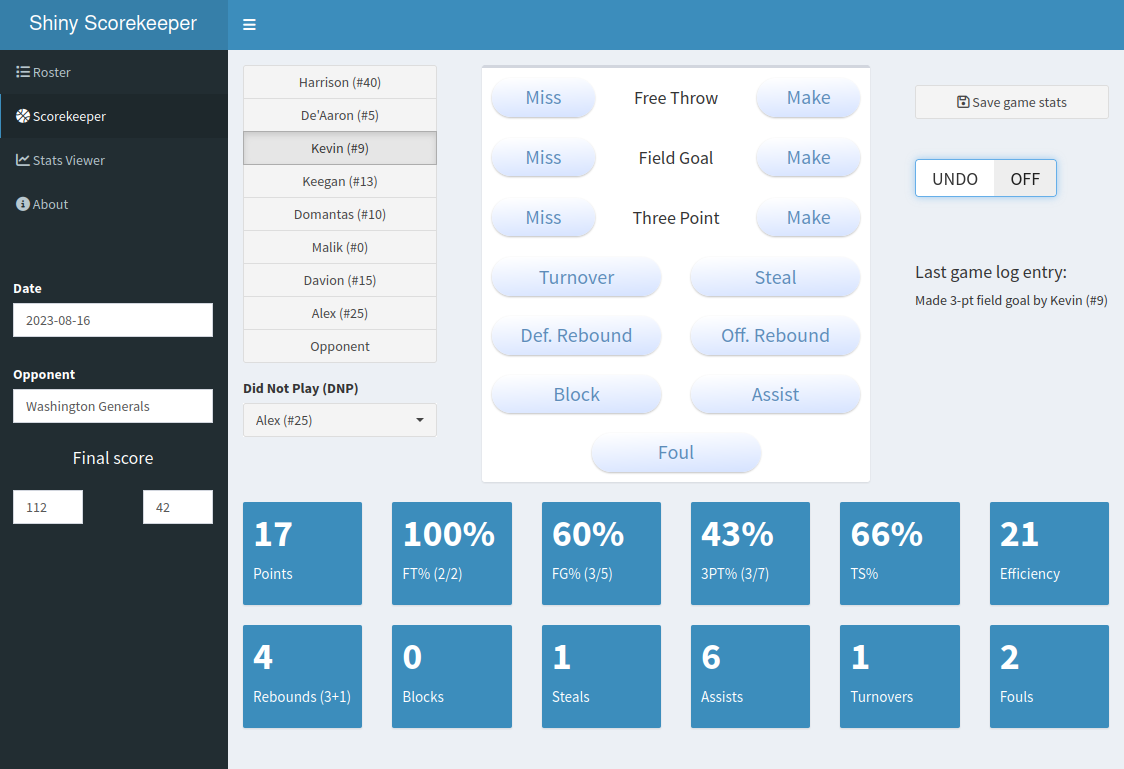 Shiny Scorekeeper
Roster
Scorekeeper
Stats Viewer
About
Date
2023-08-16
Opponent
Washington Generals
Final score
112 42
Harrison (#40)
De'Aaron (#5)
Kevin (#9)
Keegan (#13)
Domantas (#10)
Malik (#0)
Davion (#15)
Alex (#25)
Opponent
Did Not Play (DNP)
Alex (#25)
Miss Free Throw Make
Miss Field Goal Make
Miss Three Point Make
Turnover Steal
Def. Rebound Off. Rebound
Block Assist
Foul
Save game stats
UNDO OFF
Last game log entry:
Made 3-pt field goal by Kevin (#9)
17 100% 60% 43% 66% 21
Points FT% (2/2) FG% (3/5) 3PT% (3/7) TS% Efficiency
4 0 1 6 1 2
Rebounds (3+1) Blocks Steals Assists Turnovers Fouls